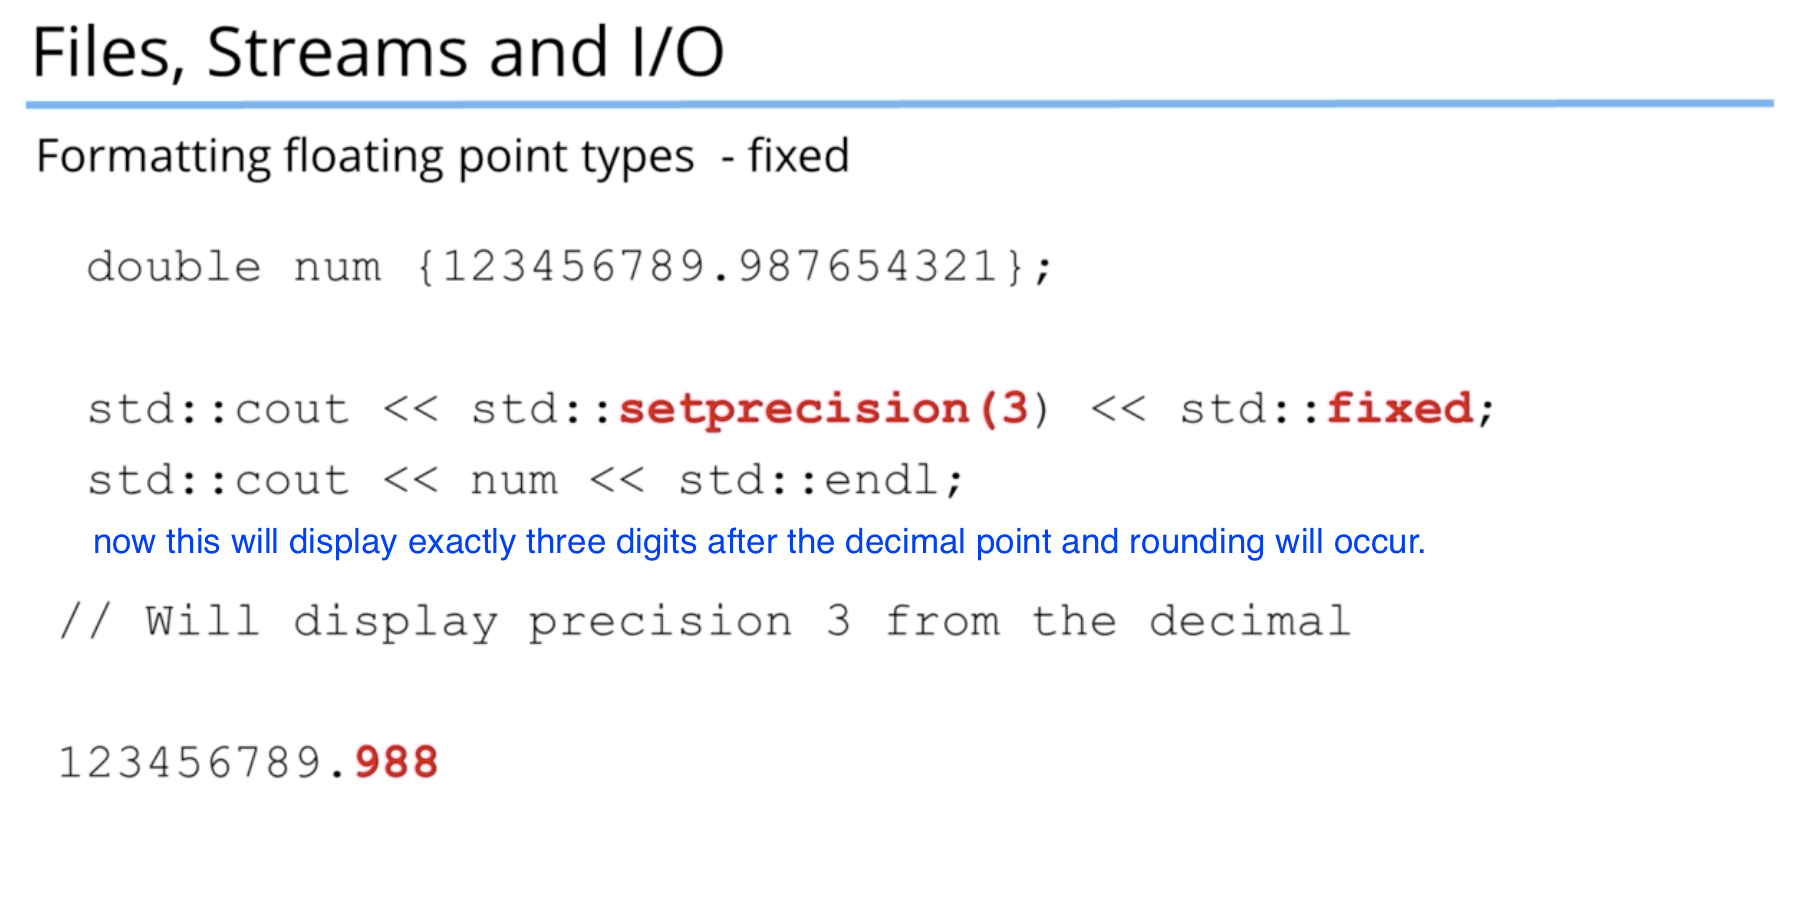 Files, Streams and I/O
Formatting floating point types - fixed
double num {123456789.987654321};
std::cout << std::setprecision(3) << std::fixed;
std::cout << num << std::endl;
now this will display exactly three digits after the decimal point and rounding will occur.
// Will display precision 3 from the decimal
123456789.988